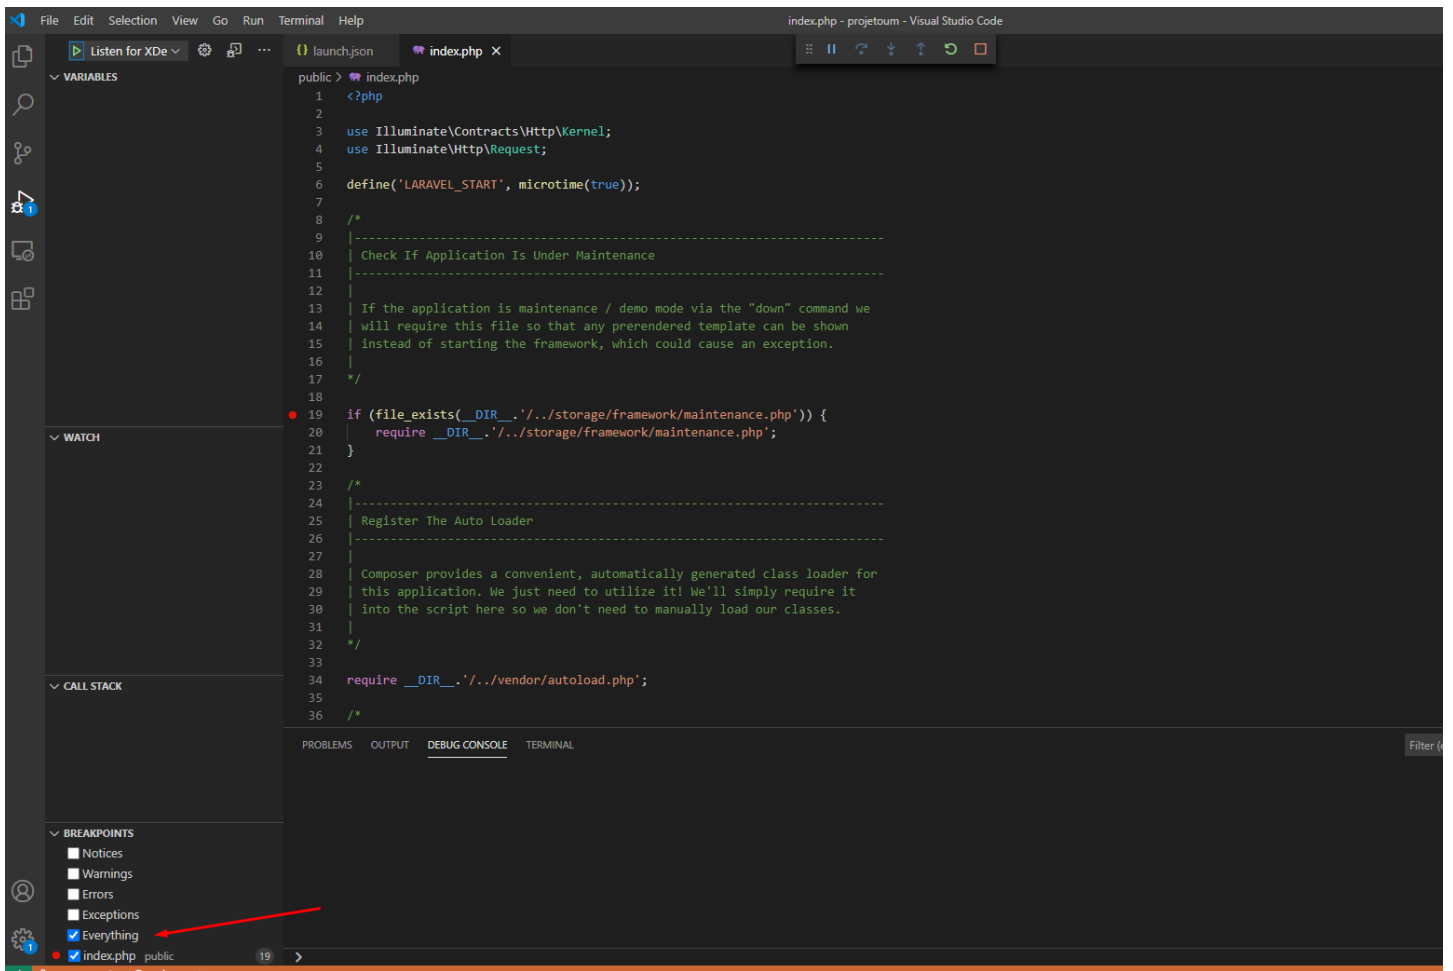 File Edit Selection View Go Run Terminal Help index.php - projetoum - Visual Studio Code
Listen for XDe launch.json index.php
VARIABLES
public > index.php
1 <?php
2
3 use Illuminate\Contracts\Http\Kernel;
4 use Illuminate\Http\Request;
5
6 define('LARAVEL_START', microtime(true));
7
8 /*
9 |--------------------------------------------------------------------------
10 | Check If Application Is Under Maintenance
11 |--------------------------------------------------------------------------
12 |
13 | If the application is maintenance / demo mode via the "down" command we
14 | will require this file so that any prerendered template can be shown
15 | instead of starting the framework, which could cause an exception.
16 |
17 */
18
19 if (file_exists(__DIR__.'/../storage/framework/maintenance.php')) {
20 require __DIR__.'/../storage/framework/maintenance.php';
21 }
22
23 /*
24 |--------------------------------------------------------------------------
25 | Register The Auto Loader
26 |--------------------------------------------------------------------------
27 |
28 | Composer provides a convenient, automatically generated class loader for
29 | this application. We just need to utilize it! We'll simply require it
30 | into the script here so we don't need to manually load our classes.
31 |
32 */
33
34 require __DIR__.'/../vendor/autoload.php';
35
36 /*
1
WATCH
CALL STACK
PROBLEMS OUTPUT DEBUG CONSOLE TERMINAL Filter (
BREAKPOINTS
Notices
Warnings
Errors
Exceptions
Everything
index.php public 19
1
>